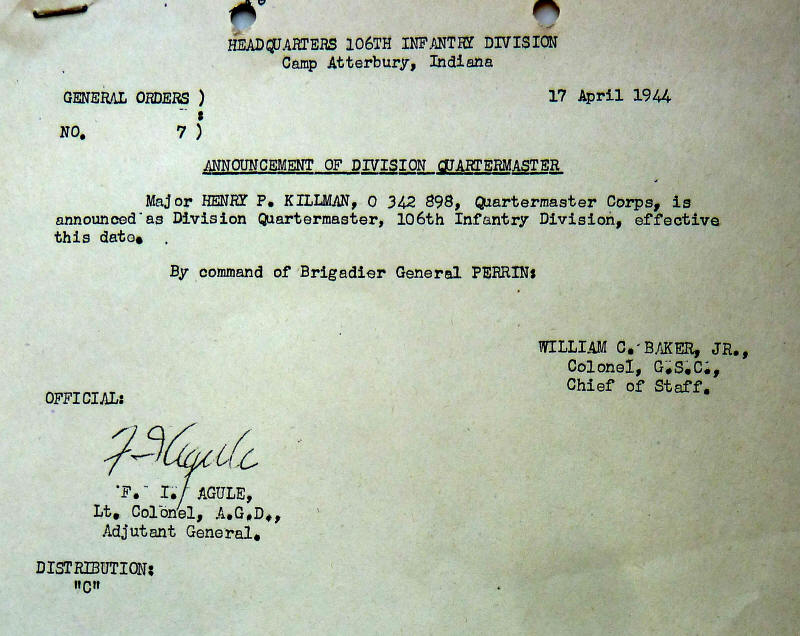 HEADQUARTERS 106TH INFANTRY DIVISION
Camp Atterbury, Indiana
GENERAL ORDERS ) 17 April 1944
:
NO. 7 )
ANNOUNCEMENT OF DIVISION QUARTERMASTER
Major HENRY P. KILLMAN, O 342 898, Quartermaster Corps, is
announced as Division Quartermaster, 106th Infantry Division, effective
this date.
By command of Brigadier General PERRIN:
WILLIAM C. BAKER, JR.,
Colonel, G.S.C.,
Chief of Staff.
OFFICIAL:
F I Agule
F. I. AGULE,
Lt. Colonel, A.G.D.,
Adjutant General.
DISTRIBUTION:
"C"